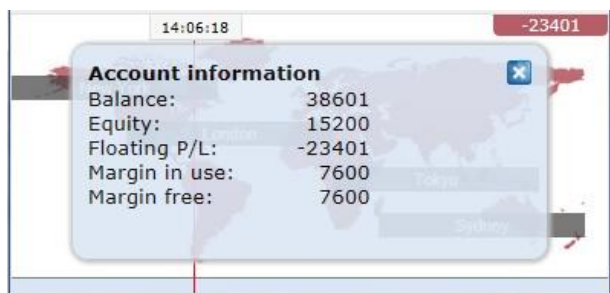 14:06:18
-23401
Account information
Balance: 38601
Equity: 15200
London
Floating P/L: -23401
Margin in use: 7600
Tokyo
Margin free: 7600
Sydney